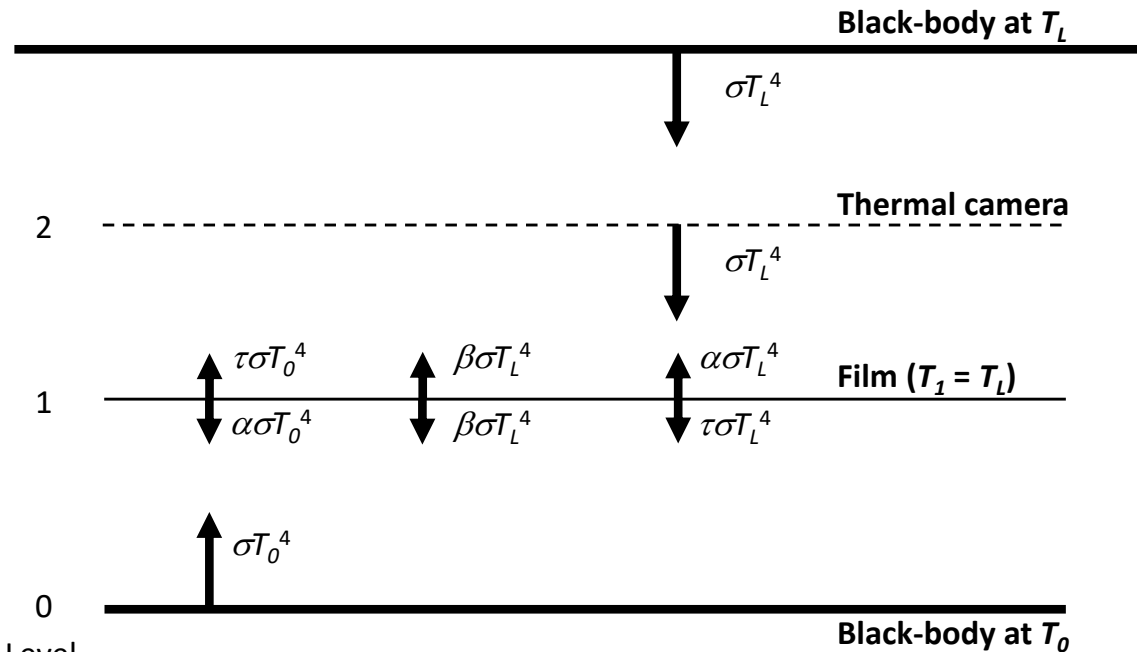 Black-body at T_L
σT_L^4
2
Thermal camera
σT_L^4
τσT_0^4
βσT_L^4
ασT_L^4
1
Film (T_1 = T_L)
ασT_0^4
βσT_L^4
τσT_L^4
σT_0^4
0
Black-body at T_0
Level